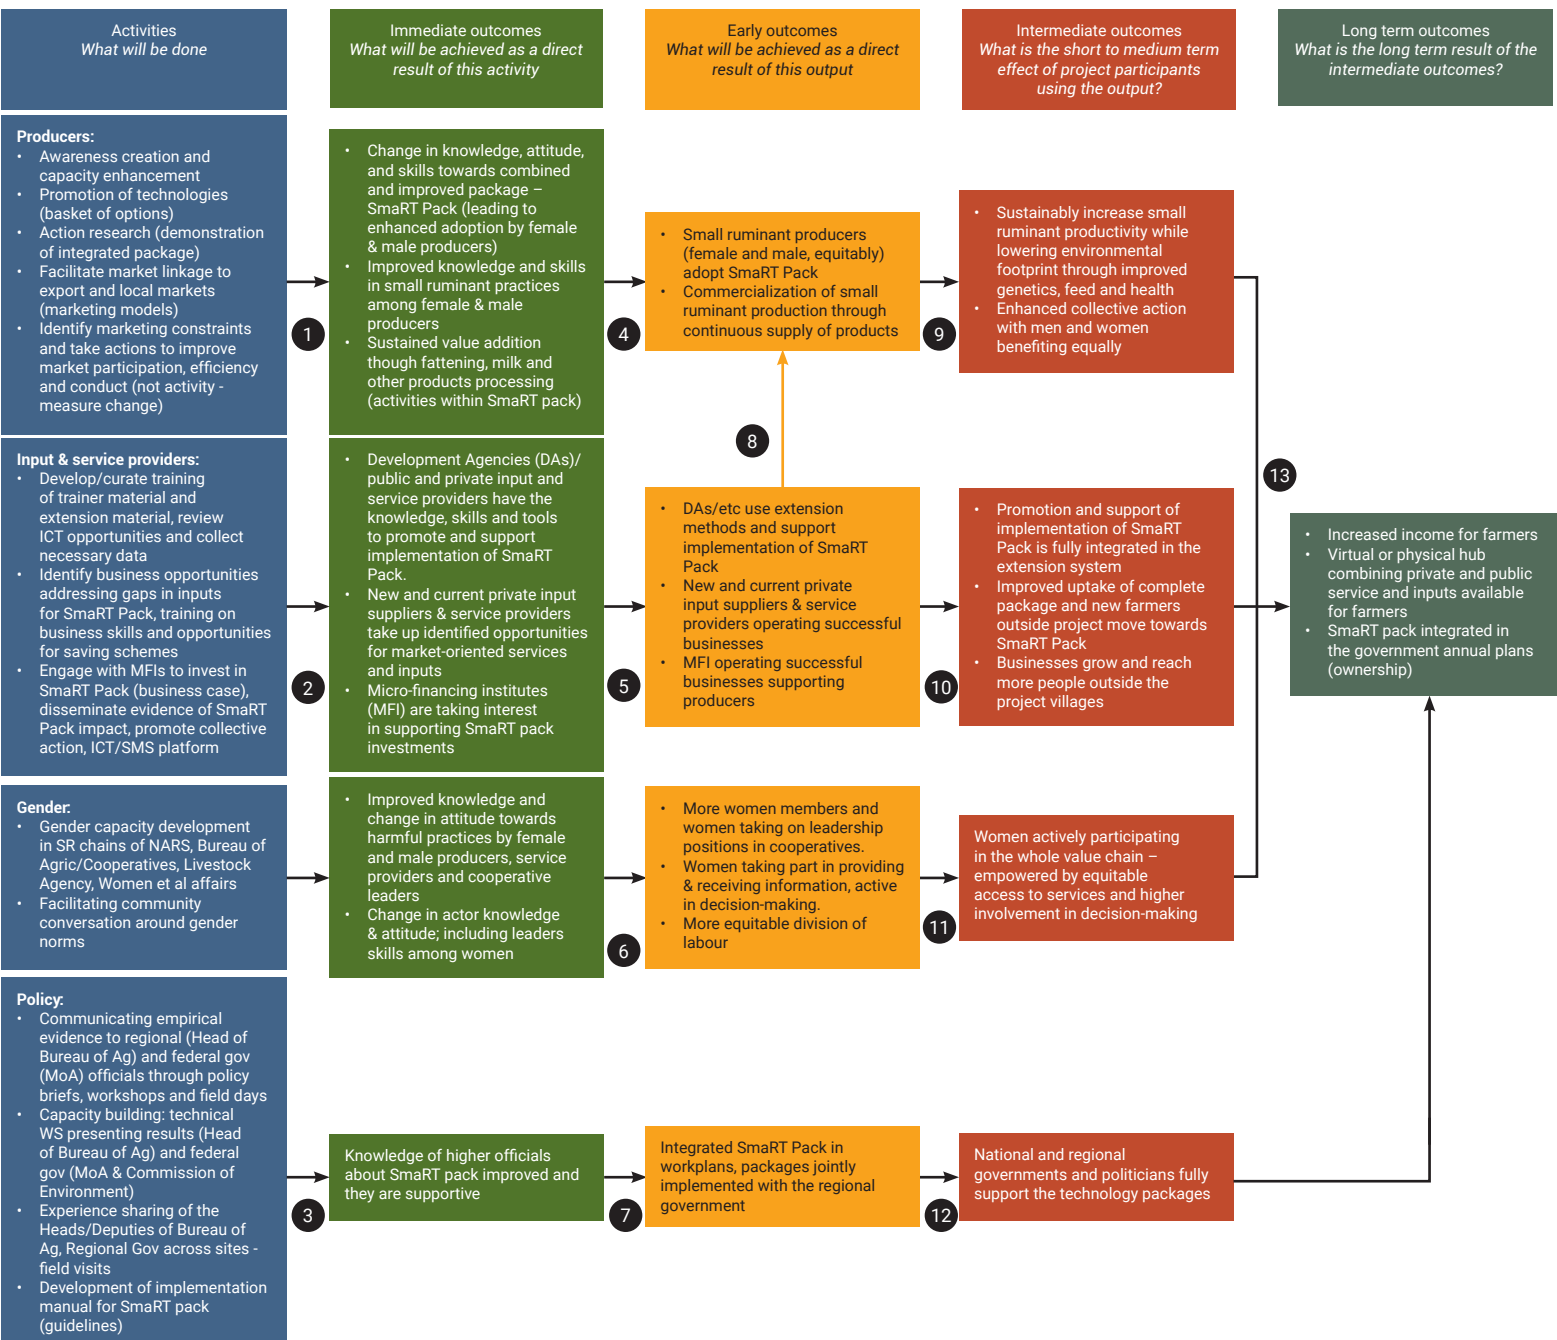 Activities
What will be done
Immediate outcomes
What will be achieved as a direct
result of this activity
Early outcomes
What will be achieved as a direct
result of this output
Intermediate outcomes
What is the short to medium term
effect of project participants
using the output?
Long term outcomes
What is the long term result of the
intermediate outcomes?
Producers:
• Awareness creation and
capacity enhancement
• Promotion of technologies
(basket of options)
• Action research (demonstration
of integrated package)
• Facilitate market linkage to
export and local markets
(marketing models)
• Identify marketing constraints
and take actions to improve
market participation, efficiency
and conduct (not activity -
measure change)
1
• Change in knowledge, attitude,
and skills towards combined
and improved package –
SmaRT Pack (leading to
enhanced adoption by female
& male producers)
• Improved knowledge and skills
in small ruminant practices
among female & male
producers
• Sustained value addition
though fattening, milk and
other products processing
(activities within SmaRT pack)
4
• Small ruminant producers
(female and male, equitably)
adopt SmaRT Pack
• Commercialization of small
ruminant production through
continuous supply of products
9
• Sustainably increase small
ruminant productivity while
lowering environmental
footprint through improved
genetics, feed and health
• Enhanced collective action
with men and women
benefiting equally
8
13
Input & service providers:
• Develop/curate training
of trainer material and
extension material, review
ICT opportunities and collect
necessary data
• Identify business opportunities
addressing gaps in inputs
for SmaRT Pack, training on
business skills and opportunities
for saving schemes
• Engage with MFIs to invest in
SmaRT Pack (business case),
disseminate evidence of SmaRT
Pack impact, promote collective
action, ICT/SMS platform
2
• Development Agencies (DAs)/
public and private input and
service providers have the
knowledge, skills and tools
to promote and support
implementation of SmaRT
Pack.
• New and current private input
suppliers & service providers
take up identified opportunities
for market-oriented services
and inputs
• Micro-financing institutes
(MFI) are taking interest
in supporting SmaRT pack
investments
5
• DAs/etc use extension
methods and support
implementation of SmaRT
Pack
• New and current private
input suppliers & service
providers operating successful
businesses
• MFI operating successful
businesses supporting
producers
10
• Promotion and support of
implementation of SmaRT
Pack is fully integrated in the
extension system
• Improved uptake of complete
package and new farmers
outside project move towards
SmaRT Pack
• Businesses grow and reach
more people outside the
project villages
• Increased income for farmers
• Virtual or physical hub
combining private and public
service and inputs available
for farmers
• SmaRT pack integrated in
the government annual plans
(ownership)
Gender:
• Gender capacity development
in SR chains of NARS, Bureau of
Agric/Cooperatives, Livestock
Agency, Women et al affairs
• Facilitating community
conversation around gender
norms
• Improved knowledge and
change in attitude towards
harmful practices by female
and male producers, service
providers and cooperative
leaders
• Change in actor knowledge
& attitude; including leaders
skills among women
6
• More women members and
women taking on leadership
positions in cooperatives.
• Women taking part in providing
& receiving information, active
in decision-making.
• More equitable division of
labour
11
Women actively participating
in the whole value chain –
empowered by equitable
access to services and higher
involvement in decision-making
Policy:
• Communicating empirical
evidence to regional (Head of
Bureau of Ag) and federal gov
(MoA) officials through policy
briefs, workshops and field days
• Capacity building: technical
WS presenting results (Head
of Bureau of Ag) and federal
gov (MoA & Commission of
Environment)
• Experience sharing of the
Heads/Deputies of Bureau of
Ag, Regional Gov across sites -
field visits
• Development of implementation
manual for SmaRT pack
(guidelines)
3
Knowledge of higher officials
about SmaRT pack improved and
they are supportive
7
Integrated SmaRT Pack in
workplans, packages jointly
implemented with the regional
government
12
National and regional
governments and politicians fully
support the technology packages